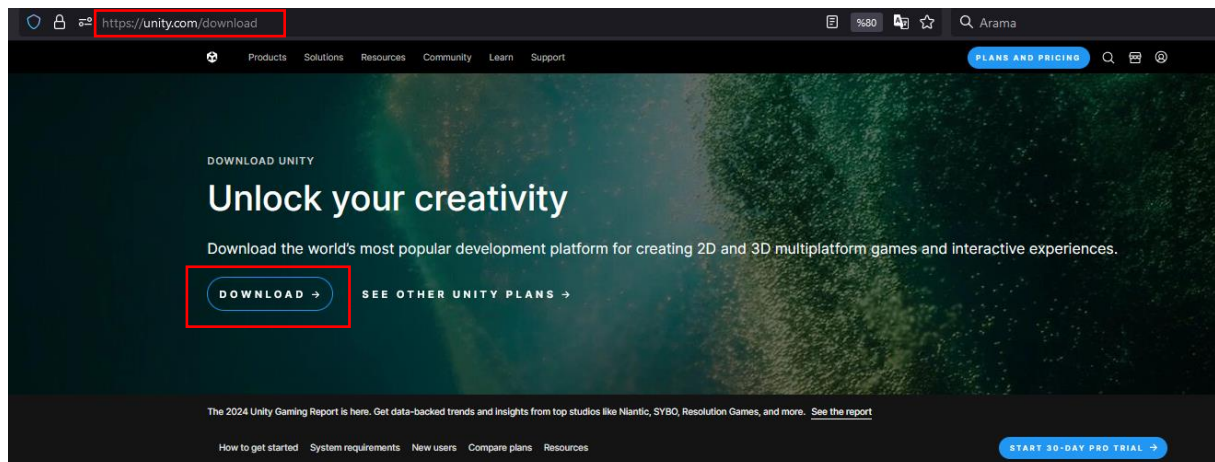 https://unity.com/download
%80
Arama
Products Solutions Resources Community Learn Support
PLANS AND PRICING
DOWNLOAD UNITY
Unlock your creativity
Download the world's most popular development platform for creating 2D and 3D multiplatform games and interactive experiences.
DOWNLOAD → SEE OTHER UNITY PLANS →
The 2024 Unity Gaming Report is here. Get data-backed trends and insights from top studios like Niantic, SYBO, Resolution Games, and more. See the report
How to get started System requirements New users Compare plans Resources
START 30-DAY PRO TRIAL →